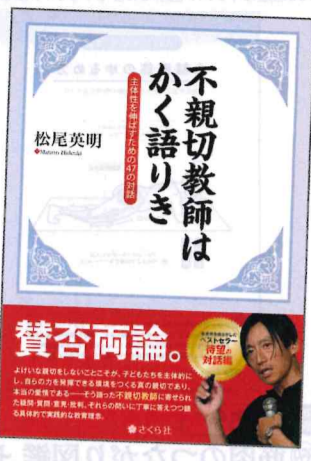 不親切教師は
かく語りき
主体性を伸ばすための47の対話
松尾英明
Matsuo Hideaki
賛否両論。
ベストセラー
待望の
対話編
よけいな親切をしないことこそが、子どもたちを主体的に
し、自らの力を発揮できる環境をつくる真の親切であり、
本当の愛情である――そう謳った不親切教師に寄せられ
た疑問・質問・意見・批判。それらの問いに丁寧に答えつつ綴
る具体的で実践的な教育理念。
さくら社